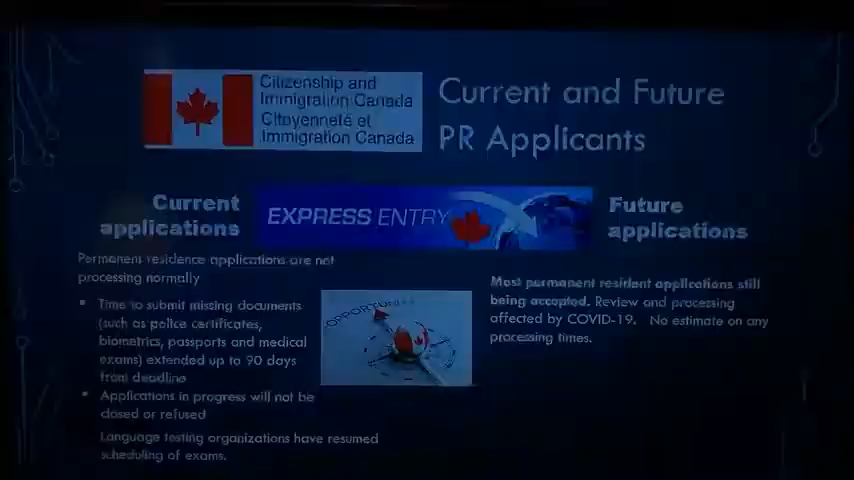 Citizenship and
Immigration Canada
Citoyenneté et
Immigration Canada
Current and Future
PR Applicants
Current
applications
EXPRESS ENTRY
Future
applications
Permanent residence applications are not
processing normally
• Time to submit missing documents
(such as police certificates,
biometrics, passports and medical
exams) extended up to 90 days
from deadline
• Applications in progress will not be
closed or refused
Language testing organizations have resumed
scheduling of exams.
OPPORTUNITY
Most permanent resident applications still
being accepted. Review and processing
affected by COVID-19. No estimate on any
processing times.